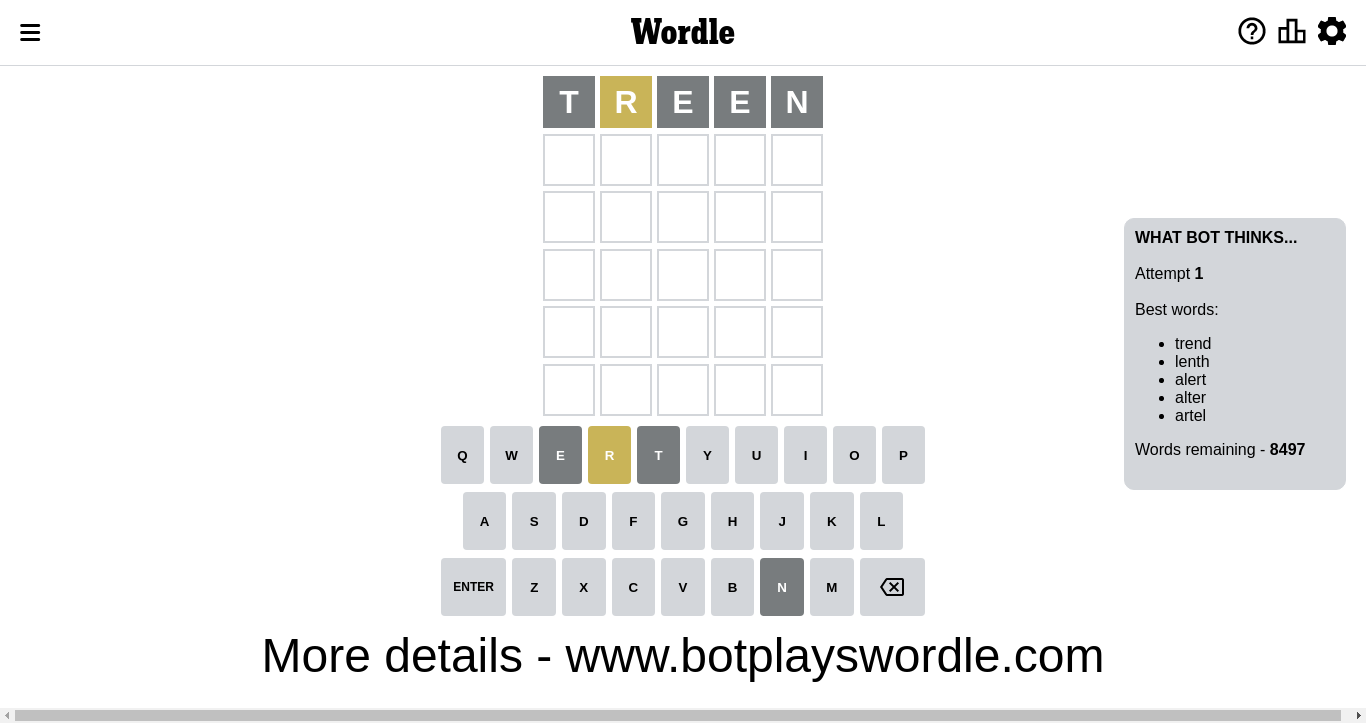 Wordle
T R E E N
WHAT BOT THINKS...
Attempt 1
Best words:
trend
lenth
alert
alter
artel
Words remaining - 8497
Q W E R T Y U I O P
A S D F G H J K L
ENTER Z X C V B N M
More details - www.botplayswordle.com